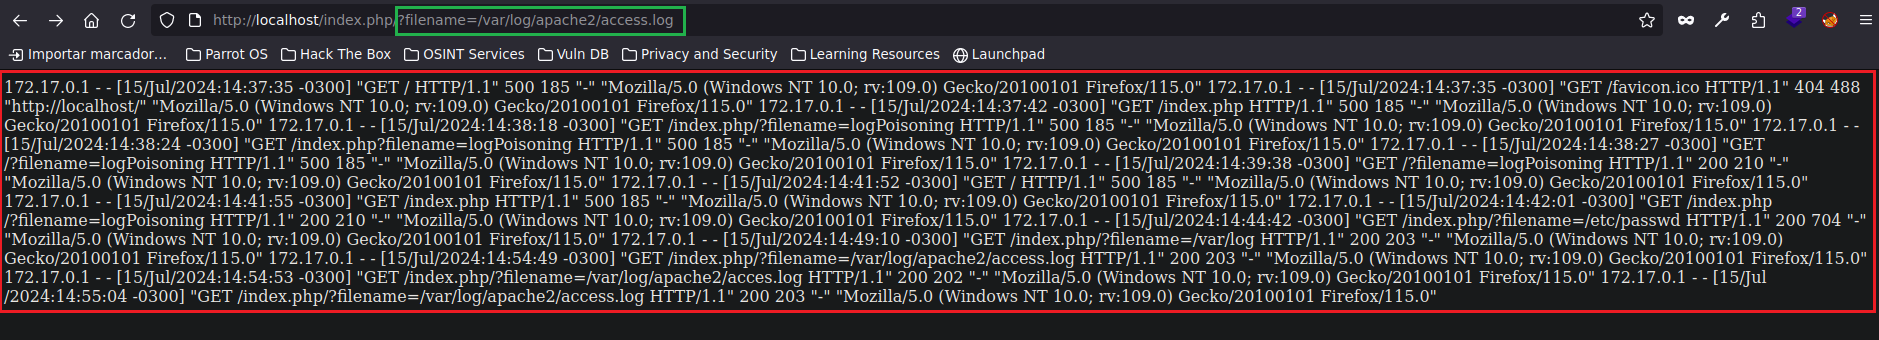 http://localhost/index.php/?filename=/var/log/apache2/access.log
2
Importar marcador... Parrot OS Hack The Box OSINT Services Vuln DB Privacy and Security Learning Resources Launchpad
172.17.0.1 - - [15/Jul/2024:14:37:35 -0300] "GET / HTTP/1.1" 500 185 "-" "Mozilla/5.0 (Windows NT 10.0; rv:109.0) Gecko/20100101 Firefox/115.0" 172.17.0.1 - - [15/Jul/2024:14:37:35 -0300] "GET /favicon.ico HTTP/1.1" 404 488
"http://localhost/" "Mozilla/5.0 (Windows NT 10.0; rv:109.0) Gecko/20100101 Firefox/115.0" 172.17.0.1 - - [15/Jul/2024:14:37:42 -0300] "GET /index.php HTTP/1.1" 500 185 "-" "Mozilla/5.0 (Windows NT 10.0; rv:109.0)
Gecko/20100101 Firefox/115.0" 172.17.0.1 - - [15/Jul/2024:14:38:18 -0300] "GET /index.php/?filename=logPoisoning HTTP/1.1" 500 185 "-" "Mozilla/5.0 (Windows NT 10.0; rv:109.0) Gecko/20100101 Firefox/115.0" 172.17.0.1 - -
[15/Jul/2024:14:38:24 -0300] "GET /index.php?filename=logPoisoning HTTP/1.1" 500 185 "-" "Mozilla/5.0 (Windows NT 10.0; rv:109.0) Gecko/20100101 Firefox/115.0" 172.17.0.1 - - [15/Jul/2024:14:38:27 -0300] "GET
/?filename=logPoisoning HTTP/1.1" 500 185 "-" "Mozilla/5.0 (Windows NT 10.0; rv:109.0) Gecko/20100101 Firefox/115.0" 172.17.0.1 - - [15/Jul/2024:14:39:38 -0300] "GET /?filename=logPoisoning HTTP/1.1" 200 210 "-"
"Mozilla/5.0 (Windows NT 10.0; rv:109.0) Gecko/20100101 Firefox/115.0" 172.17.0.1 - - [15/Jul/2024:14:41:52 -0300] "GET / HTTP/1.1" 500 185 "-" "Mozilla/5.0 (Windows NT 10.0; rv:109.0) Gecko/20100101 Firefox/115.0"
172.17.0.1 - - [15/Jul/2024:14:41:55 -0300] "GET /index.php HTTP/1.1" 500 185 "-" "Mozilla/5.0 (Windows NT 10.0; rv:109.0) Gecko/20100101 Firefox/115.0" 172.17.0.1 - - [15/Jul/2024:14:42:01 -0300] "GET /index.php
/?filename=logPoisoning HTTP/1.1" 200 210 "-" "Mozilla/5.0 (Windows NT 10.0; rv:109.0) Gecko/20100101 Firefox/115.0" 172.17.0.1 - - [15/Jul/2024:14:44:42 -0300] "GET /index.php/?filename=/etc/passwd HTTP/1.1" 200 704 "-"
"Mozilla/5.0 (Windows NT 10.0; rv:109.0) Gecko/20100101 Firefox/115.0" 172.17.0.1 - - [15/Jul/2024:14:49:10 -0300] "GET /index.php/?filename=/var/log HTTP/1.1" 200 203 "-" "Mozilla/5.0 (Windows NT 10.0; rv:109.0)
Gecko/20100101 Firefox/115.0" 172.17.0.1 - - [15/Jul/2024:14:54:49 -0300] "GET /index.php/?filename=/var/log/apache2/access.log HTTP/1.1" 200 203 "-" "Mozilla/5.0 (Windows NT 10.0; rv:109.0) Gecko/20100101 Firefox/115.0"
172.17.0.1 - - [15/Jul/2024:14:54:53 -0300] "GET /index.php/?filename=/var/log/apache2/acces.log HTTP/1.1" 200 202 "-" "Mozilla/5.0 (Windows NT 10.0; rv:109.0) Gecko/20100101 Firefox/115.0" 172.17.0.1 - - [15/Jul
/2024:14:55:04 -0300] "GET /index.php/?filename=/var/log/apache2/access.log HTTP/1.1" 200 203 "-" "Mozilla/5.0 (Windows NT 10.0; rv:109.0) Gecko/20100101 Firefox/115.0"